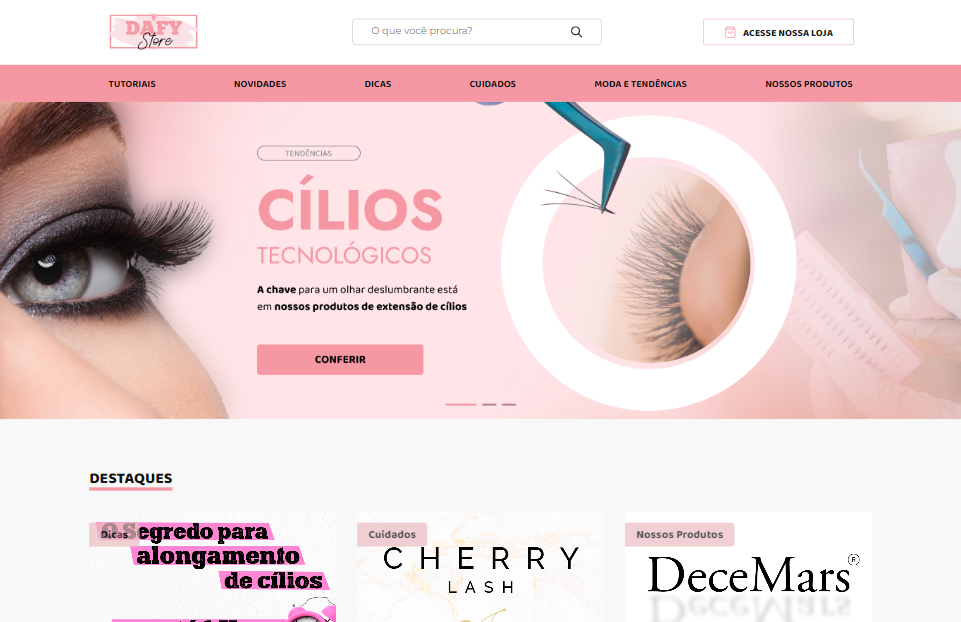 DAFY
Store
O que você procura?
ACESSE NOSSA LOJA
TUTORIAIS
NOVIDADES
DICAS
CUIDADOS
MODA E TENDÊNCIAS
NOSSOS PRODUTOS
TENDÊNCIAS
CÍLIOS
TECNOLÓGICOS
A chave para um olhar deslumbrante está
em nossos produtos de extensão de cílios
CONFERIR
DESTAQUES
Dicas
O Segredo para
alongamento
de cílios
Cuidados
CHERRY
LASH
Nossos Produtos
DeceMars®